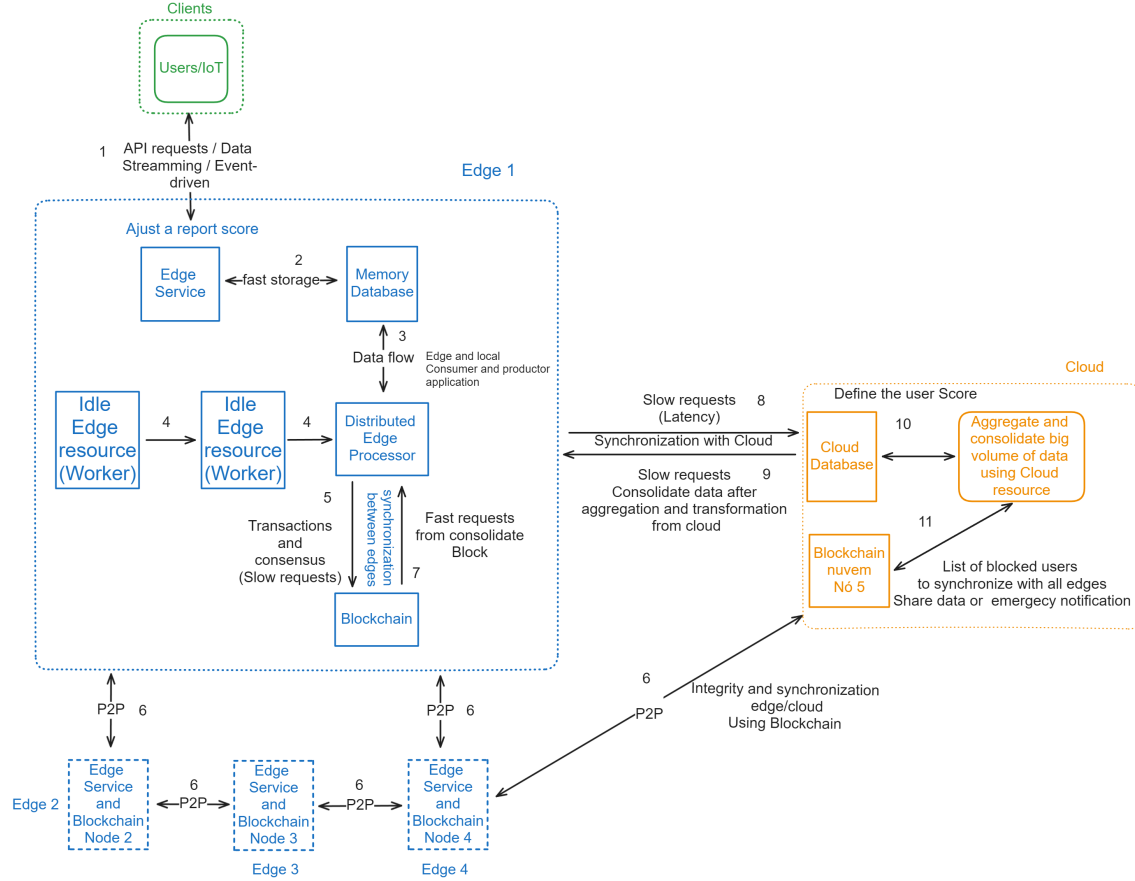 Clients
Users/IoT
1
API requests / Data
Streamming / Event-
driven
Edge 1
Ajust a report score
Edge
Service
2
fast storage
Memory
Database
3
Data flow
Edge and local
Consumer and productor
application
Idle
Edge
resource
(Worker)
4
Idle
Edge
resource
(Worker)
4
Distributed
Edge
Processor
5
Transactions
and
consensus
(Slow requests)
synchronization
between edges
Fast requests
from consolidate
Block
7
Blockchain
Slow requests
(Latency)
8
Synchronization with Cloud
Slow requests
9
Consolidate data after
aggregation and transformation
from cloud
Cloud
Define the user Score
Cloud
Database
10
Aggregate and
consolidate big
volume of data
using Cloud
resource
11
Blockchain
nuvem
Nó 5
List of blocked users
to synchronize with all edges
Share data or emergecy notification
P2P
6
P2P
6
6
P2P
Integrity and synchronization
edge/cloud
Using Blockchain
Edge 2
Edge
Service
and
Blockchain
Node 2
6
P2P
Edge
Service
and
Blockchain
Node 3
6
P2P
Edge
Service and
Blockchain
Node 4
Edge 3
Edge 4